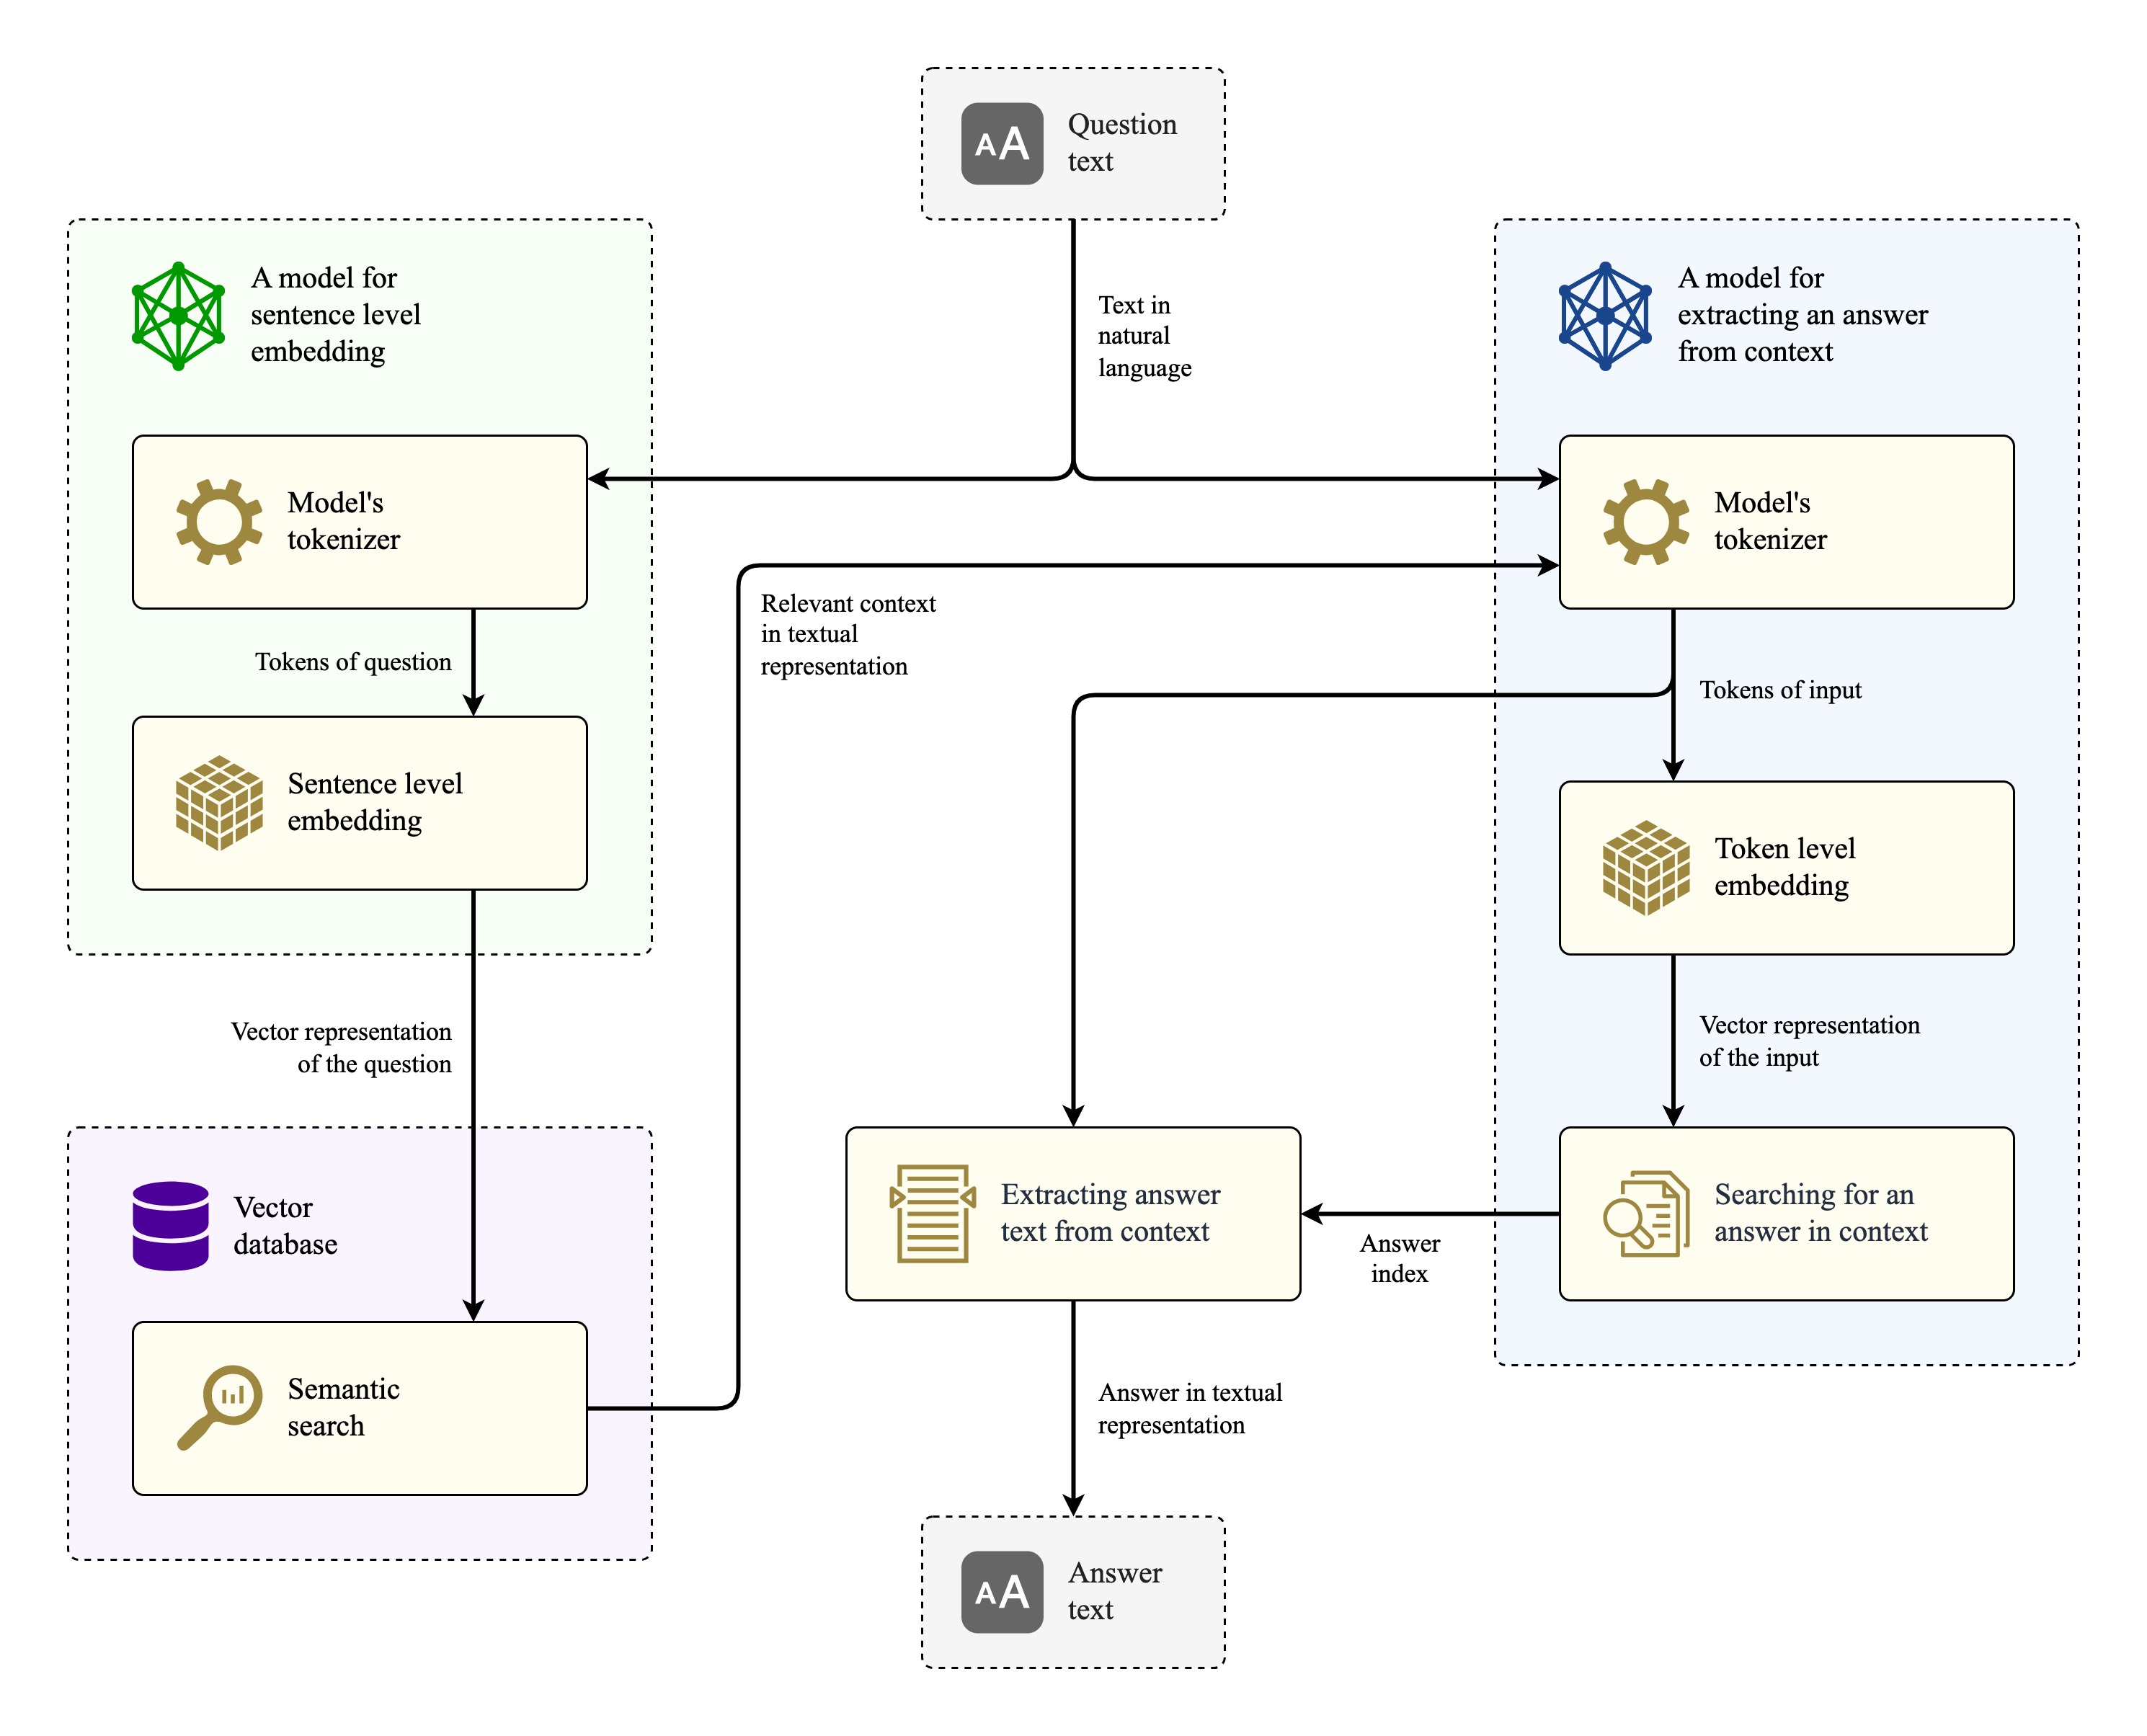 AA
Question
text
Text in
natural
language
A model for
sentence level
embedding
Model's
tokenizer
Tokens of question
Sentence level
embedding
Vector representation
of the question
Vector
database
Semantic
search
Relevant context
in textual
representation
A model for
extracting an answer
from context
Model's
tokenizer
Tokens of input
Token level
embedding
Vector representation
of the input
Searching for an
answer in context
Answer
index
Extracting answer
text from context
Answer in textual
representation
AA
Answer
text